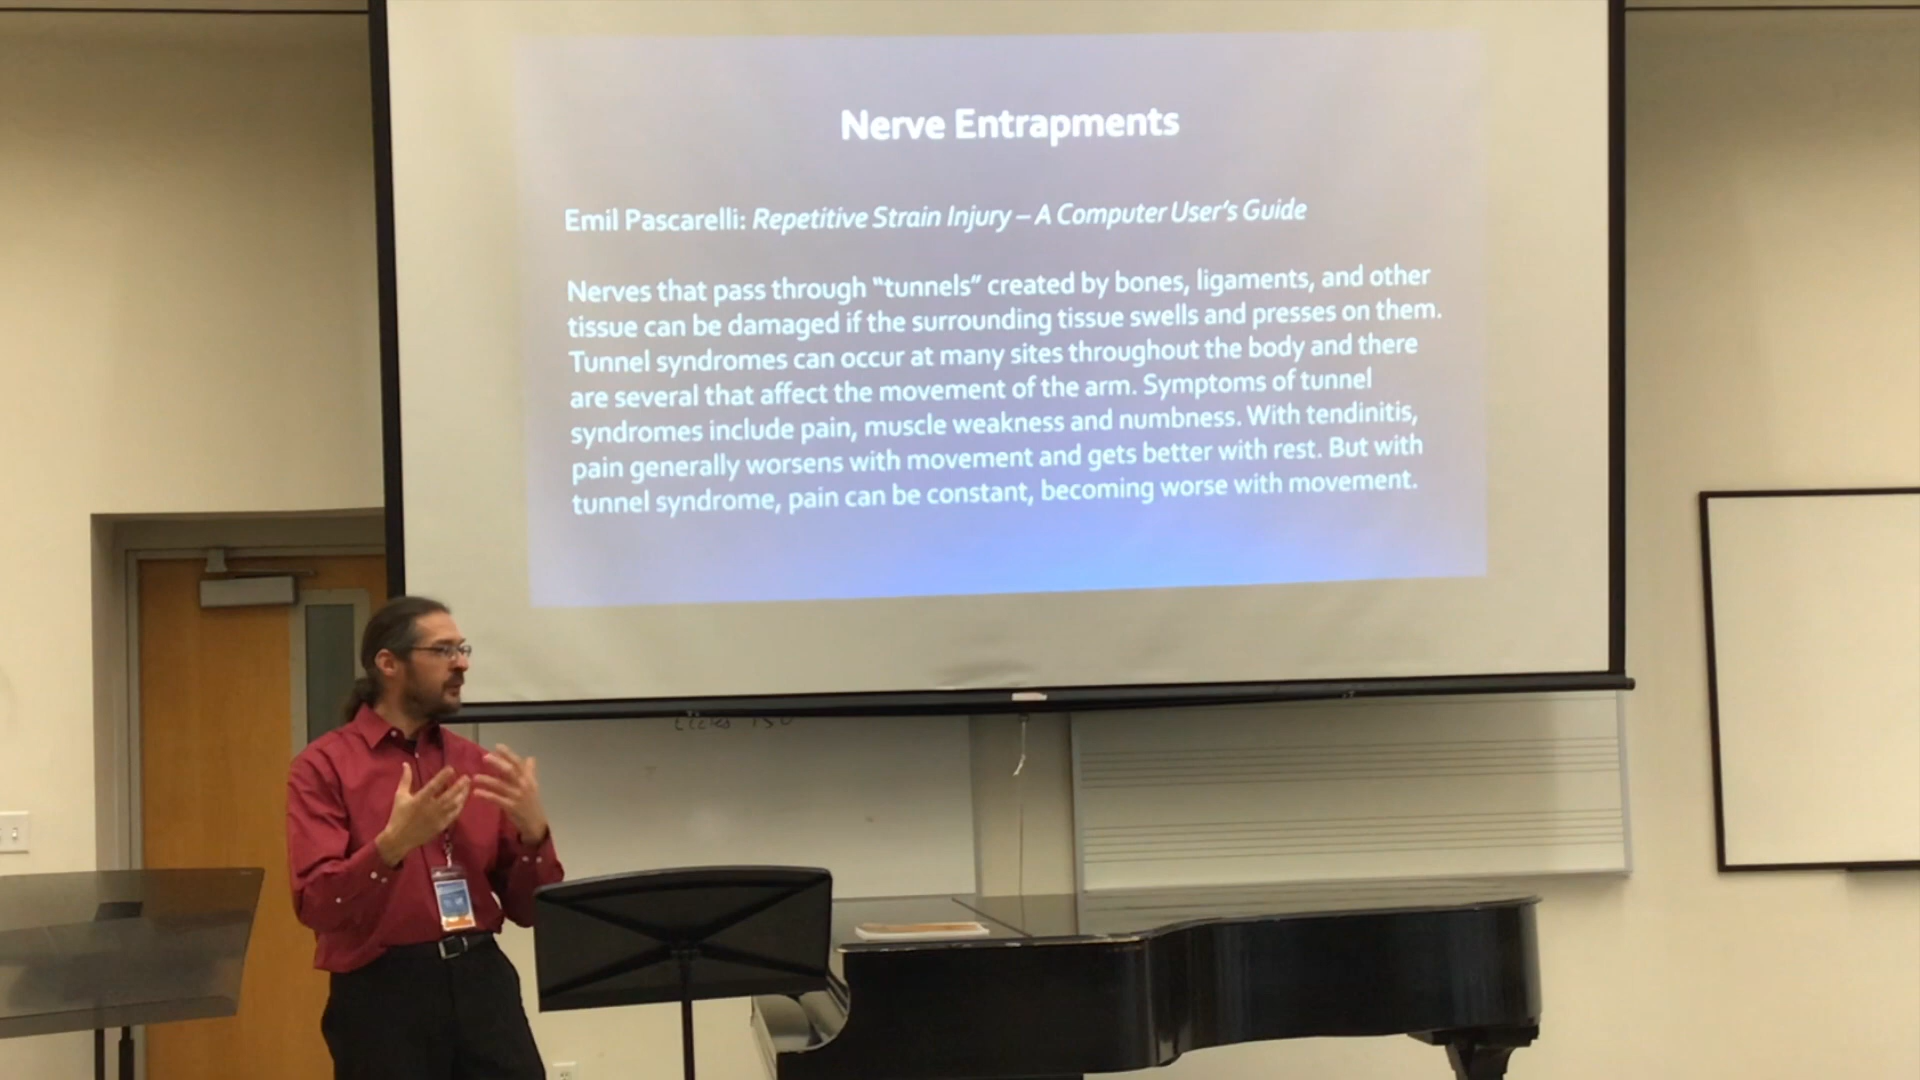 Nerve Entrapments
Emil Pascarelli: Repetitive Strain Injury – A Computer User's Guide
Nerves that pass through "tunnels" created by bones, ligaments, and other
tissue can be damaged if the surrounding tissue swells and presses on them.
Tunnel syndromes can occur at many sites throughout the body and there
are several that affect the movement of the arm. Symptoms of tunnel
syndromes include pain, muscle weakness and numbness. With tendinitis,
pain generally worsens with movement and gets better with rest. But with
tunnel syndrome, pain can be constant, becoming worse with movement.